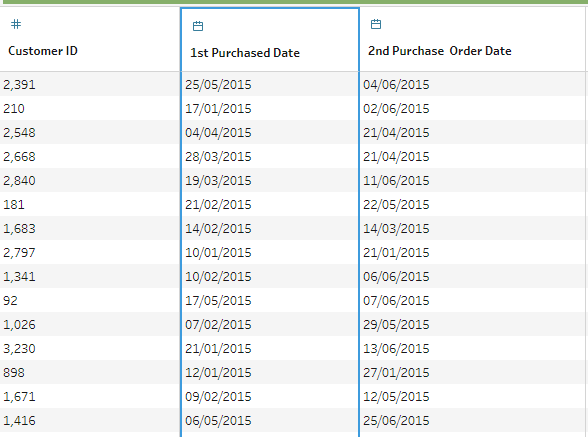 #
Customer ID 1st Purchased Date 2nd Purchase Order Date
2,391 25/05/2015 04/06/2015
210 17/01/2015 02/06/2015
2,548 04/04/2015 21/04/2015
2,668 28/03/2015 21/04/2015
2,840 19/03/2015 11/06/2015
181 21/02/2015 22/05/2015
1,683 14/02/2015 14/03/2015
2,797 10/01/2015 21/01/2015
1,341 10/02/2015 06/06/2015
92 17/05/2015 07/06/2015
1,026 07/02/2015 29/05/2015
3,230 21/01/2015 13/06/2015
898 12/01/2015 27/01/2015
1,671 09/02/2015 12/05/2015
1,416 06/05/2015 25/06/2015